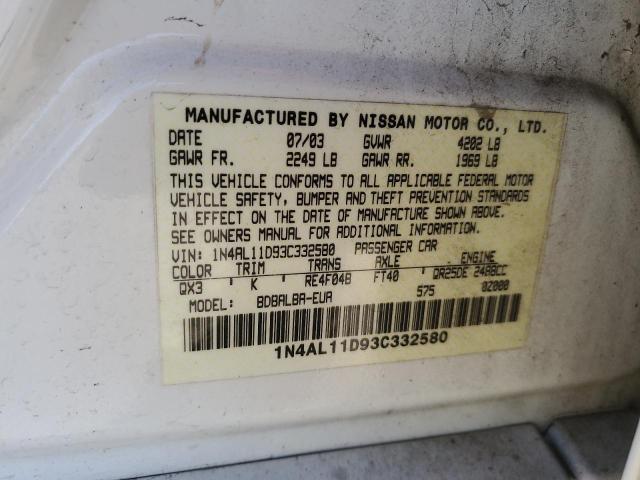 MANUFACTURED BY NISSAN MOTOR CO., LTD.
DATE 07/03 GVWR 4202 LB
GAWR FR. 2249 LB GAWR RR. 1969 LB
THIS VEHICLE CONFORMS TO ALL APPLICABLE FEDERAL MOTOR
VEHICLE SAFETY, BUMPER AND THEFT PREVENTION STANDARDS
IN EFFECT ON THE DATE OF MANUFACTURE SHOWN ABOVE.
SEE OWNERS MANUAL FOR ADDITIONAL INFORMATION.
VIN: 1N4AL11D93C332580 PASSENGER CAR
COLOR TRIM TRANS AXLE ENGINE
QX3 K RE4F04B FT40 QR25DE 2488CC
MODEL: BDBALBA-EUA 575 0Z000
1N4AL11D93C332580